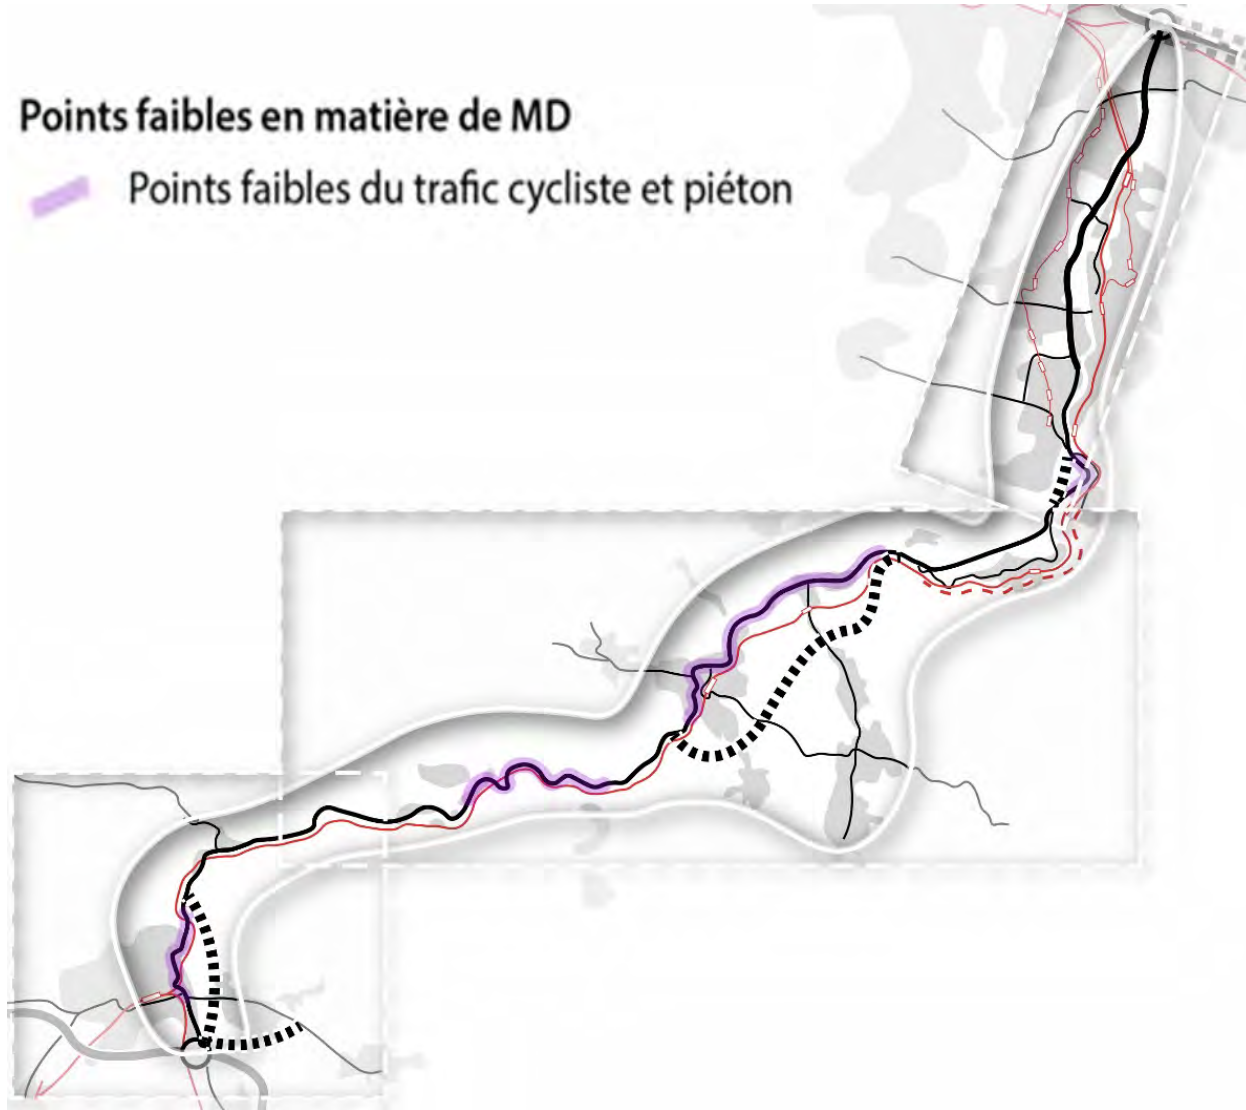 Points faibles en matière de MD
Points faibles du trafic cycliste et piéton